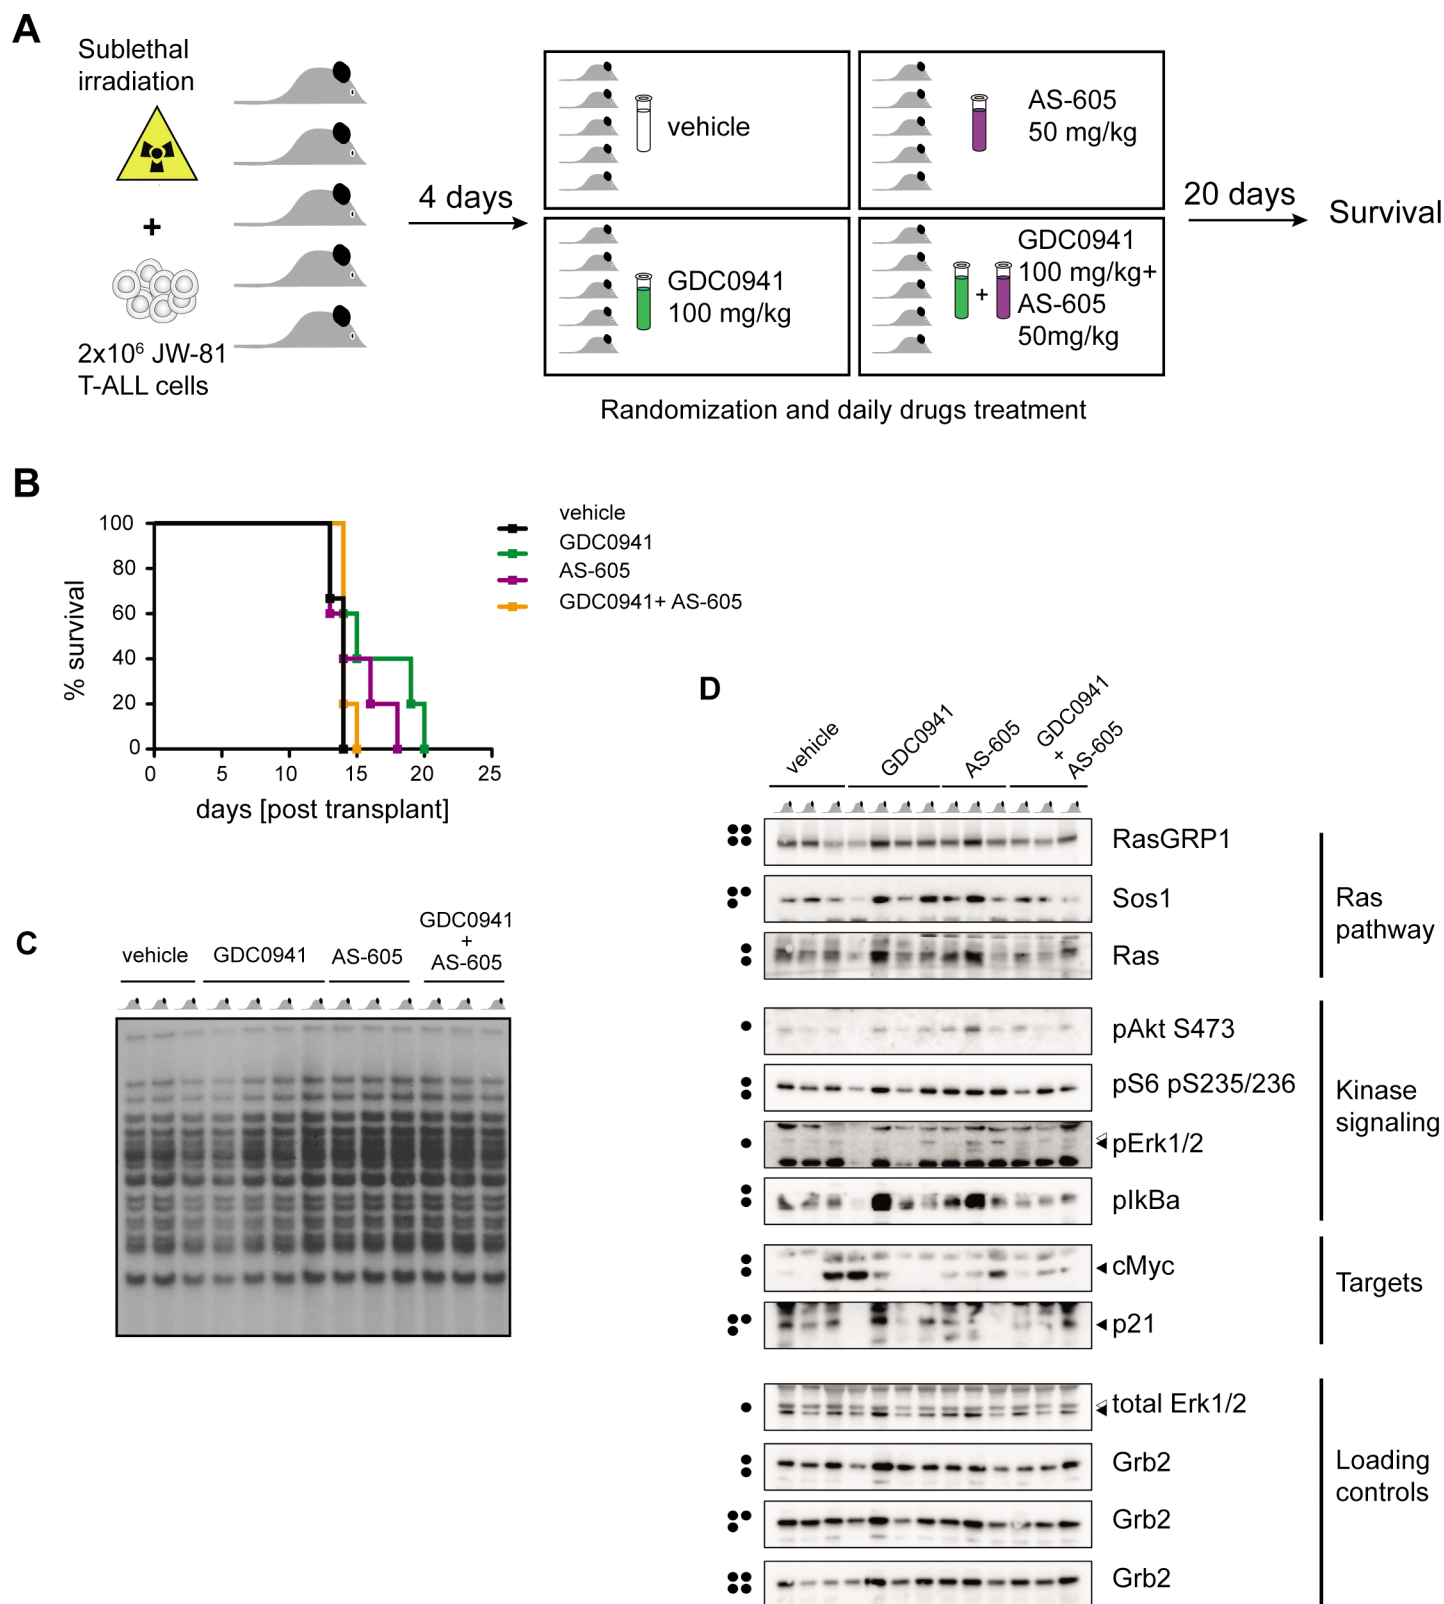 A
Sublethal
irradiation
+
2x10⁶ JW-81
T-ALL cells
4 days
vehicle
AS-605
50 mg/kg
GDC0941
100 mg/kg
GDC0941
100 mg/kg+
+
AS-605
50mg/kg
20 days
Survival
Randomization and daily drugs treatment
B
% survival
100
80
60
40
20
0
0 5 10 15 20 25
days [post transplant]
vehicle
GDC0941
AS-605
GDC0941+ AS-605
C
vehicle
GDC0941
AS-605
GDC0941
+
AS-605
D
vehicle
GDC0941
AS-605
GDC0941
+
AS-605
RasGRP1
Sos1
Ras
Ras
pathway
pAkt S473
pS6 pS235/236
pErk1/2
pIkBa
Kinase
signaling
cMyc
p21
Targets
total Erk1/2
Grb2
Grb2
Grb2
Loading
controls